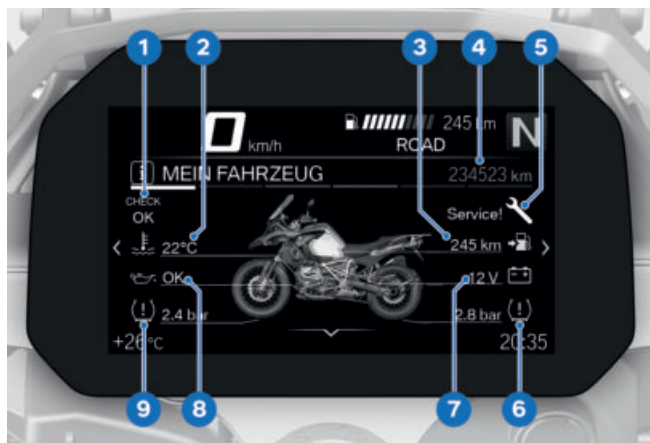 1 2 3 4 5
0 km/h 245 km N
ROAD
i MEIN FAHRZEUG 234523 km
CHECK
OK Service!
22°C 245 km
OK 12 V
(!) 2.4 bar 2.8 bar (!)
+26°C 20:35
9 8 7 6